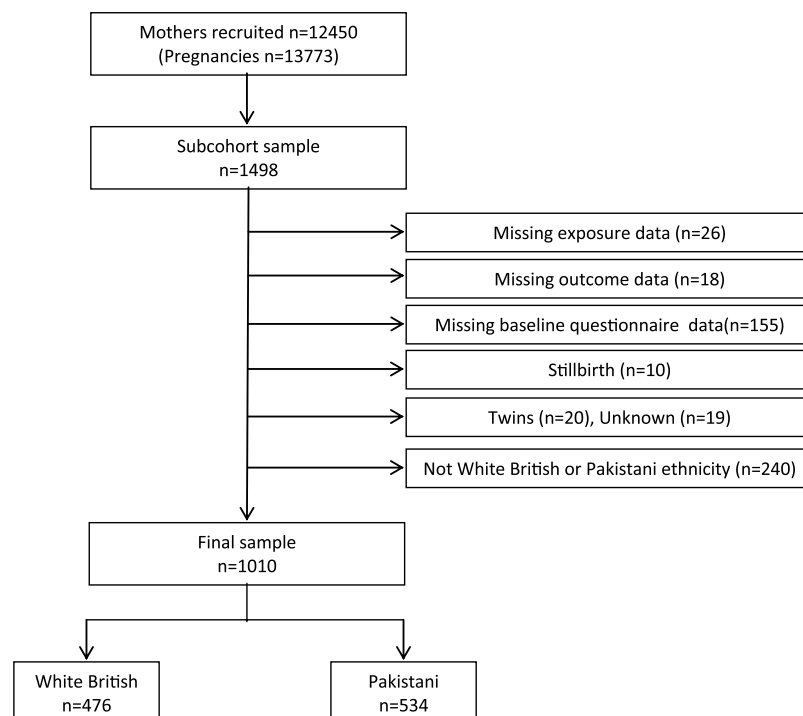 Mothers recruited n=12450
(Pregnancies n=13773)
Subcohort sample
n=1498
Missing exposure data (n=26)
Missing outcome data (n=18)
Missing baseline questionnaire data(n=155)
Stillbirth (n=10)
Twins (n=20), Unknown (n=19)
Not White British or Pakistani ethnicity (n=240)
Final sample
n=1010
White British
n=476
Pakistani
n=534